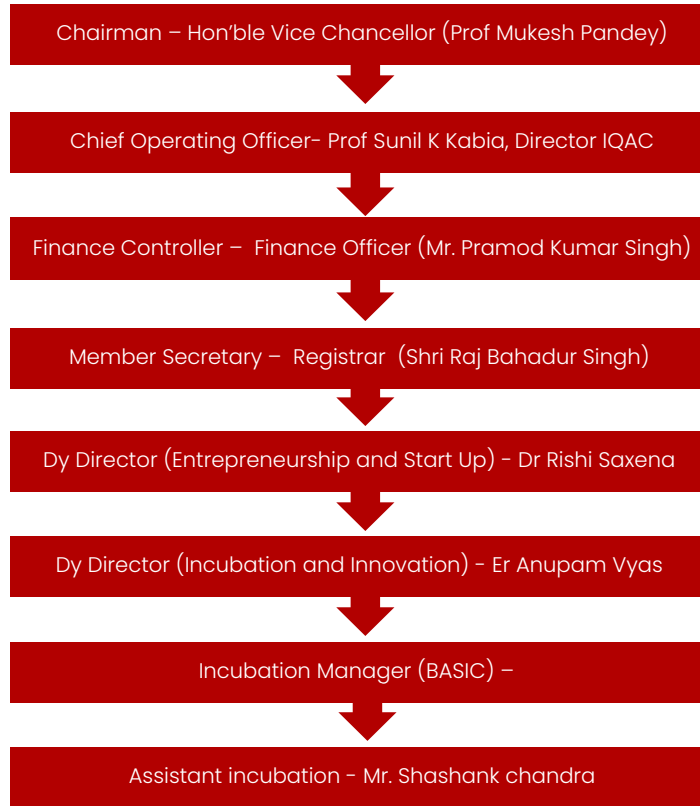 Chairman – Hon’ble Vice Chancellor (Prof Mukesh Pandey)
Chief Operating Officer- Prof Sunil K Kabia, Director IQAC
Finance Controller –  Finance Officer (Mr. Pramod Kumar Singh)
Member Secretary –  Registrar  (Shri Raj Bahadur Singh)
Dy Director (Entrepreneurship and Start Up) - Dr Rishi Saxena
Dy Director (Incubation and Innovation) - Er Anupam Vyas
Incubation Manager (BASIC) –
Assistant incubation - Mr. Shashank chandra